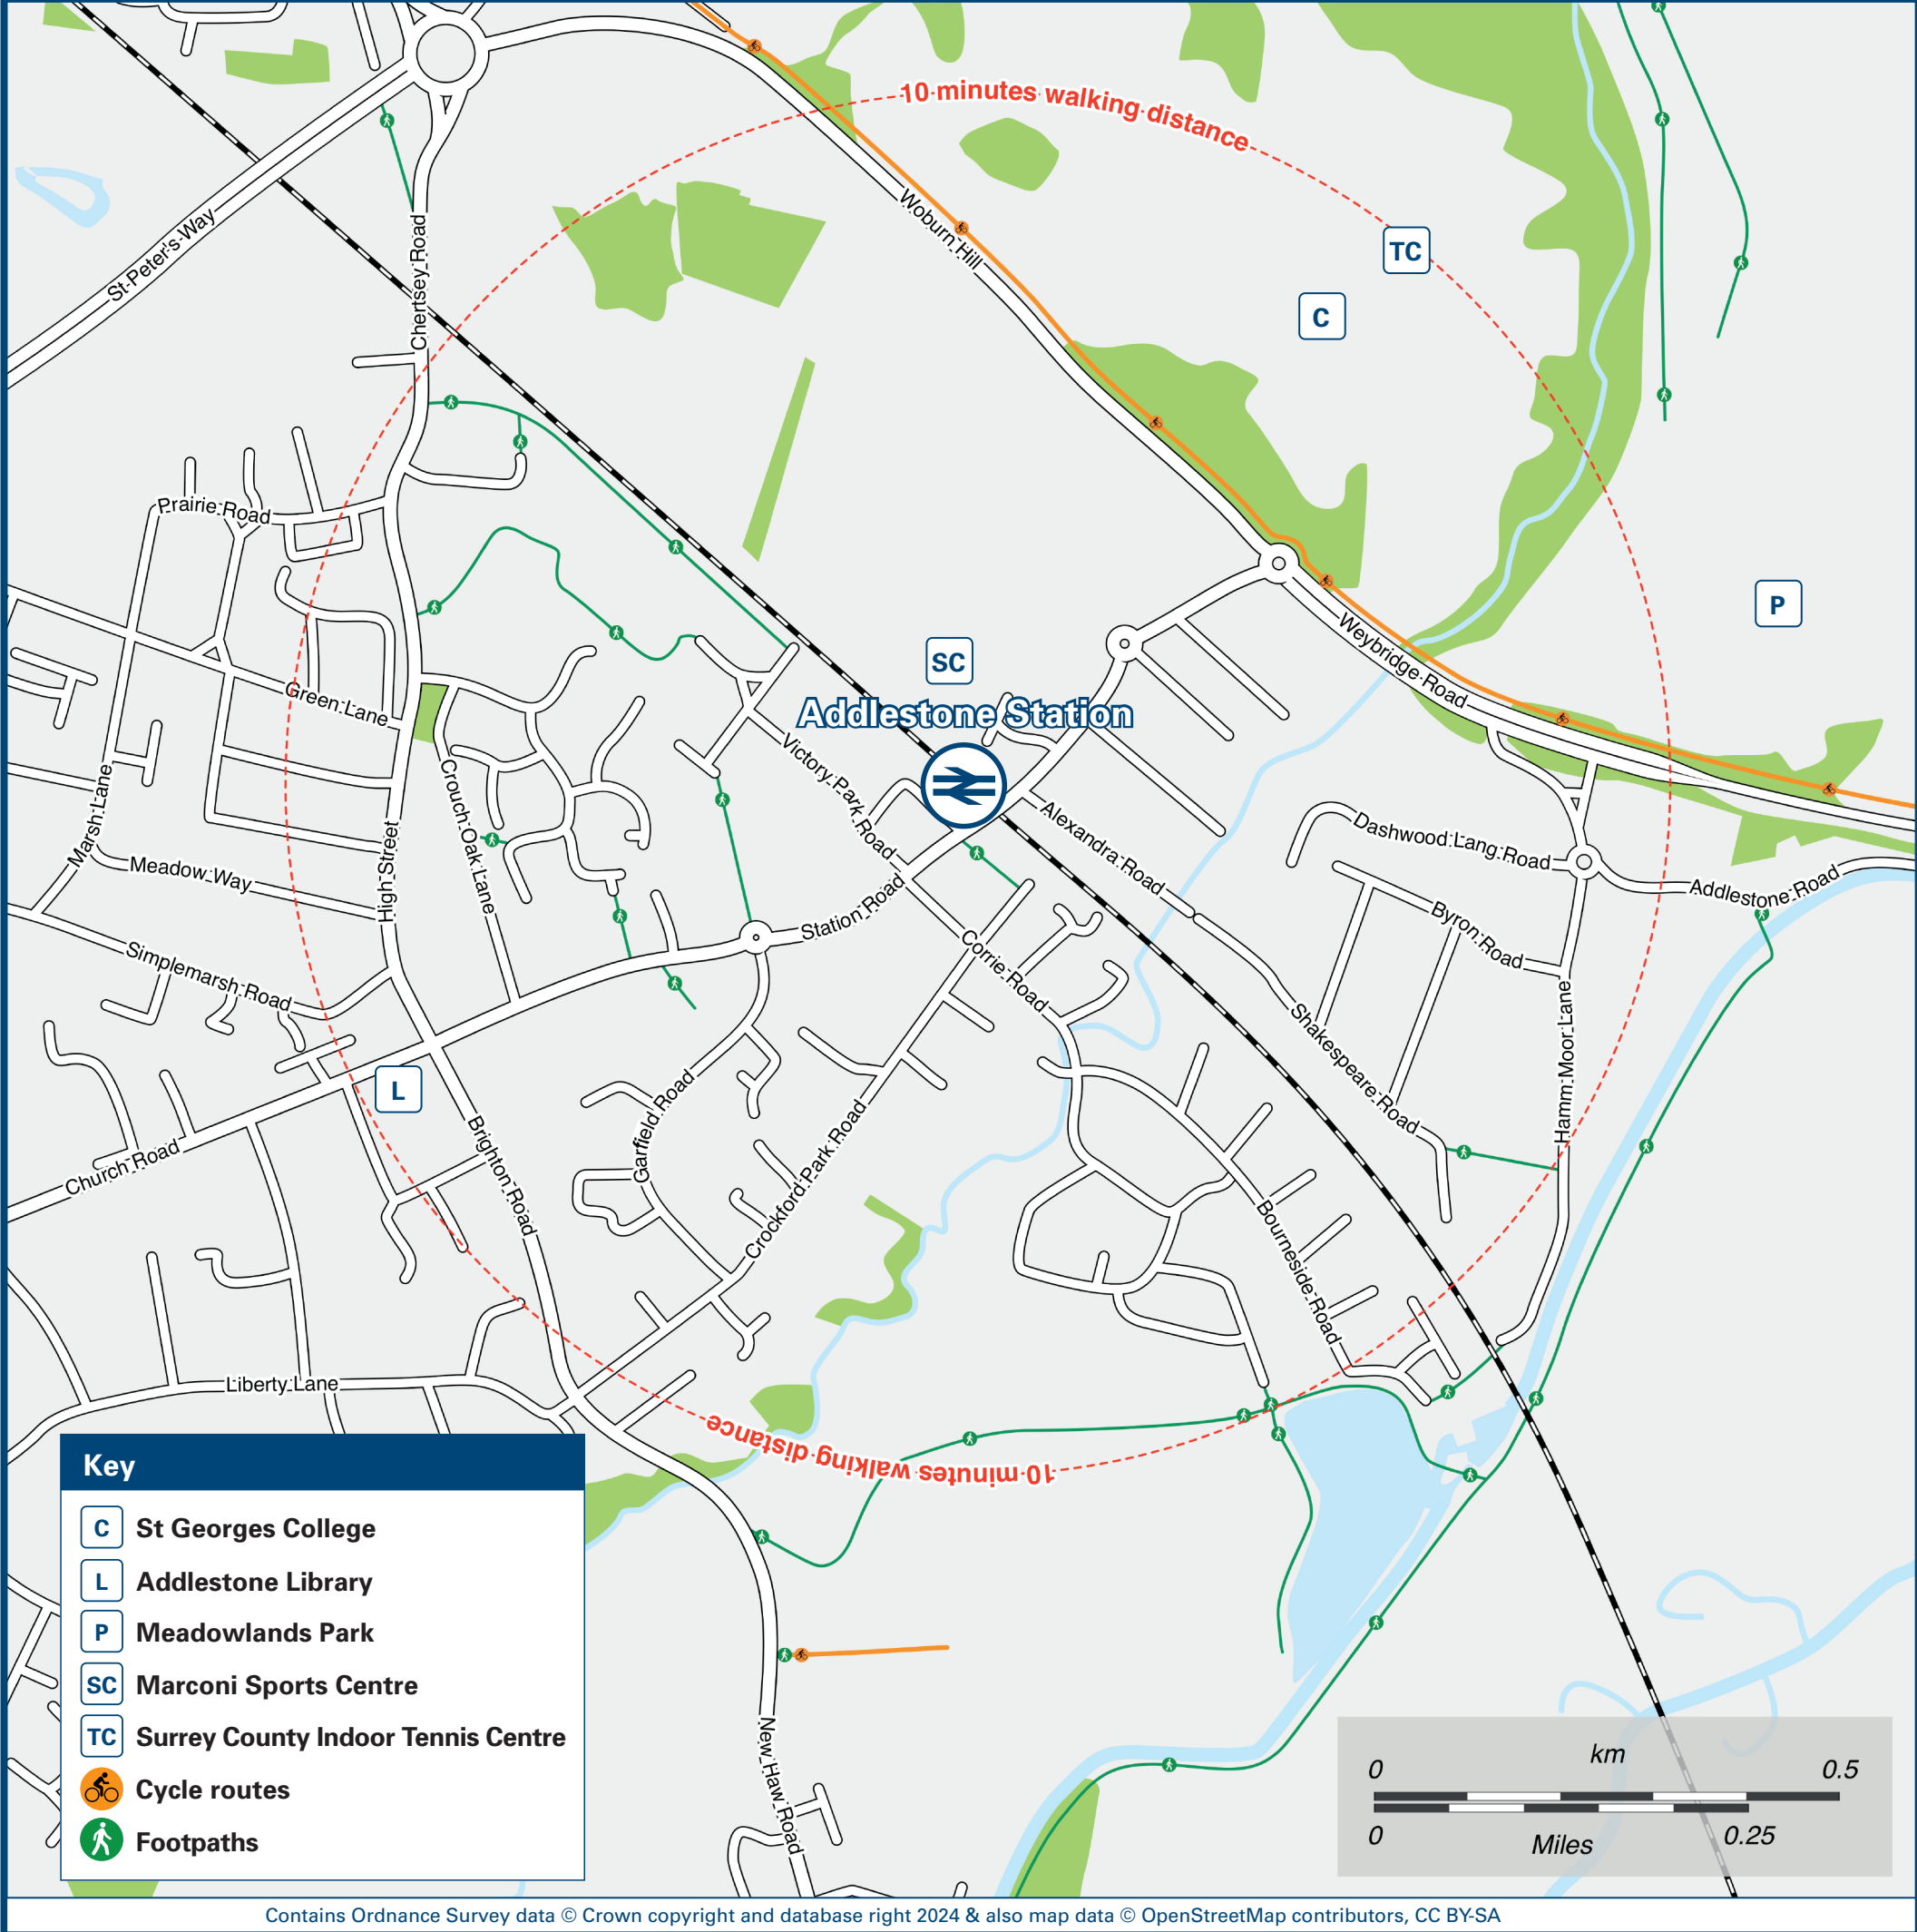 10 minutes walking distance
St Peter's Way
Chertsey Road
Woburn Hill
TC
C
Prairie Road
P
SC
Weybridge Road
Green Lane
Addlestone Station
Victory Park Road
Crouch Oak Lane
Marsh Lane
Alexandra Road
Dashwood Lang Road
Meadow Way
High Street
Addlestone Road
Station Road
Byron Road
Simplemarsh Road
Corrie Road
Shakespeare Road
Hamm Moor Lane
L
Garfield Road
Church Road
Brighton Road
Crockford Park Road
Bourneside Road
Liberty Lane
10 minutes walking distance
New Haw Road
Key
C St Georges College
L Addlestone Library
P Meadowlands Park
SC Marconi Sports Centre
TC Surrey County Indoor Tennis Centre
Cycle routes
Footpaths
km
0 0.5
0 0.25
Miles
Contains Ordnance Survey data © Crown copyright and database right 2024 & also map data © OpenStreetMap contributors, CC BY-SA